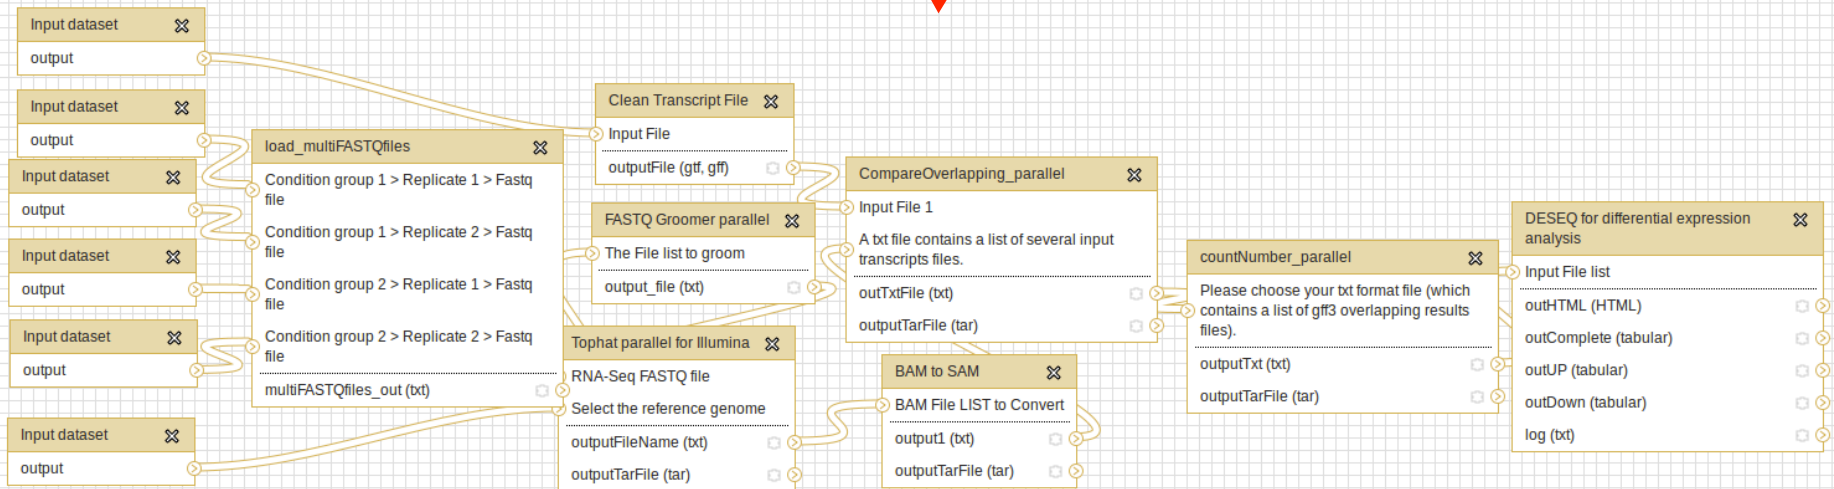 Input dataset
output
Input dataset
output
Input dataset
output
Input dataset
output
Input dataset
output
Input dataset
output
load_multiFASTQfiles
Condition group 1 > Replicate 1 > Fastq
file
Condition group 1 > Replicate 2 > Fastq
file
Condition group 2 > Replicate 1 > Fastq
file
Condition group 2 > Replicate 2 > Fastq
file
multiFASTQfiles_out (txt)
Clean Transcript File
Input File
outputFile (gtf, gff)
FASTQ Groomer parallel
The File list to groom
output_file (txt)
Tophat parallel for Illumina
RNA-Seq FASTQ file
Select the reference genome
outputFileName (txt)
outputTarFile (tar)
CompareOverlapping_parallel
Input File 1
A txt file contains a list of several input
transcripts files.
outTxtFile (txt)
outputTarFile (tar)
BAM to SAM
BAM File LIST to Convert
output1 (txt)
outputTarFile (tar)
countNumber_parallel
Please choose your txt format file (which
contains a list of gff3 overlapping results
files).
outputTxt (txt)
outputTarFile (tar)
DESEQ for differential expression
analysis
Input File list
outHTML (HTML)
outComplete (tabular)
outUP (tabular)
outDown (tabular)
log (txt)